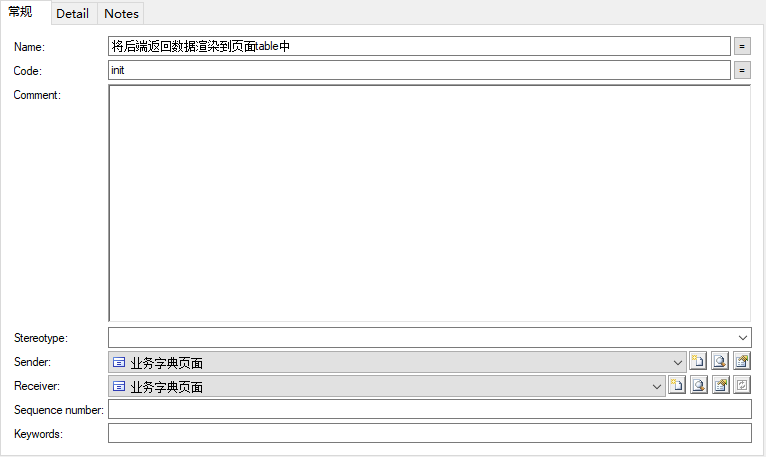 常规 Detail Notes
Name: 将后端返回数据渲染到页面table中 =
Code: init =
Comment:
Stereotype:
Sender: 业务字典页面
Receiver: 业务字典页面
Sequence number:
Keywords: